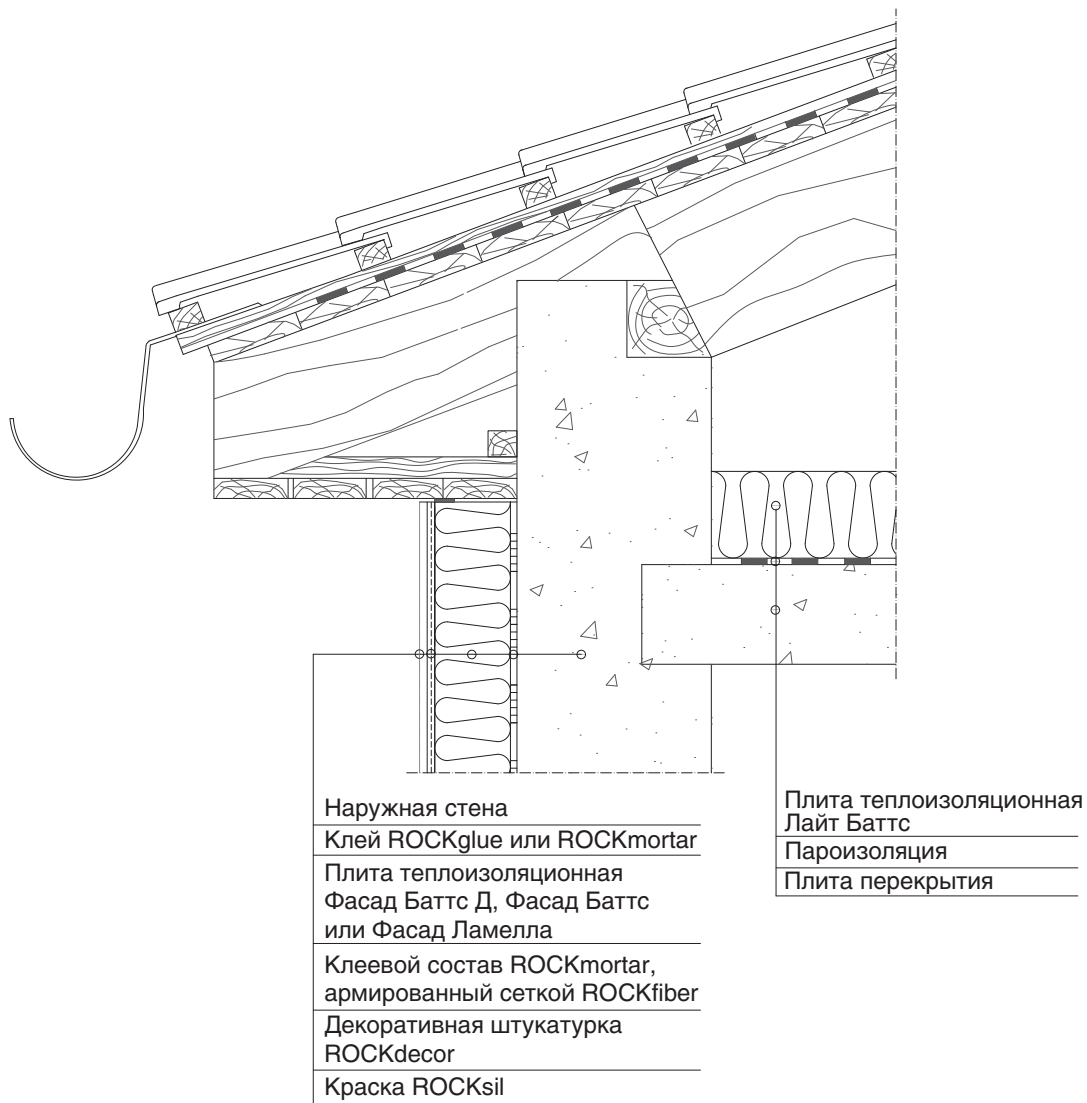 Наружная стена
Клей ROCKglue или ROCKmortar
Плита теплоизоляционная
Фасад Баттс Д, Фасад Баттс
или Фасад Ламелла
Клеевой состав ROCKmortar,
армированный сеткой ROCKfiber
Декоративная штукатурка
ROCKdecor
Краска ROCKsil
Плита теплоизоляционная
Лайт Баттс
Пароизоляция
Плита перекрытия